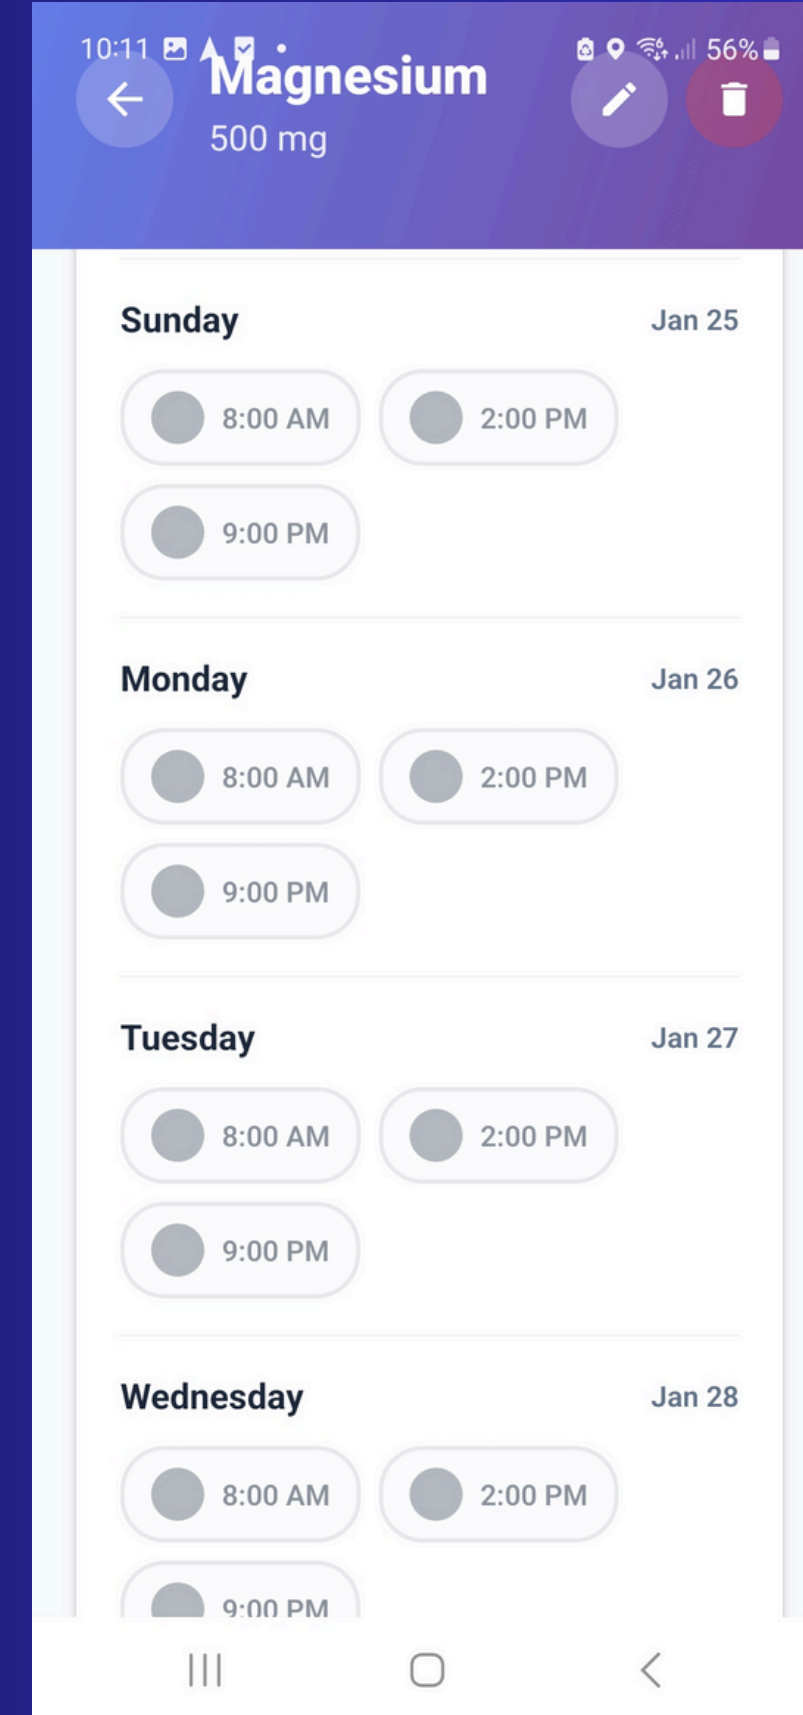 10:11
56%
Magnesium
500 mg
Sunday
Jan 25
8:00 AM
2:00 PM
9:00 PM
Monday
Jan 26
8:00 AM
2:00 PM
9:00 PM
Tuesday
Jan 27
8:00 AM
2:00 PM
9:00 PM
Wednesday
Jan 28
8:00 AM
2:00 PM
9:00 PM